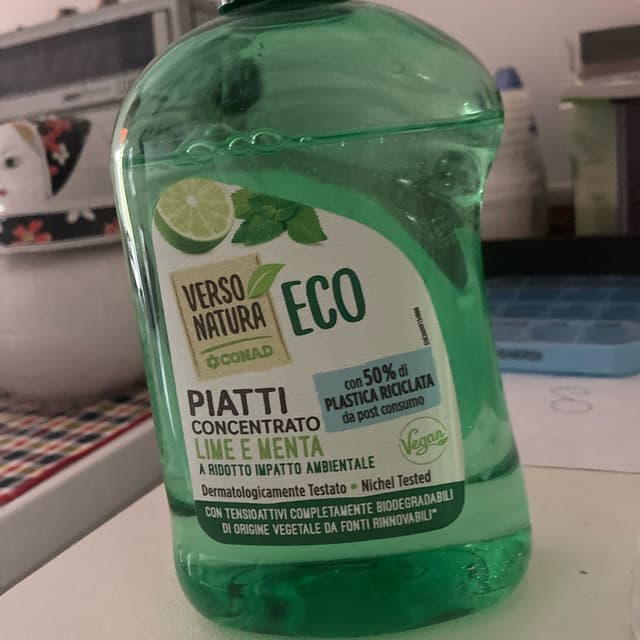 VERSO
NATURA
CONAD
ECO
con 50% di
PLASTICA RICICLATA
da post consumo
PIATTI
CONCENTRATO
LIME E MENTA
A RIDOTTO IMPATTO AMBIENTALE
Vegan
Dermatologicamente Testato • Nichel Tested
CON TENSIOATTIVI COMPLETAMENTE BIODEGRADABILI
DI ORIGINE VEGETALE DA FONTI RINNOVABILI*